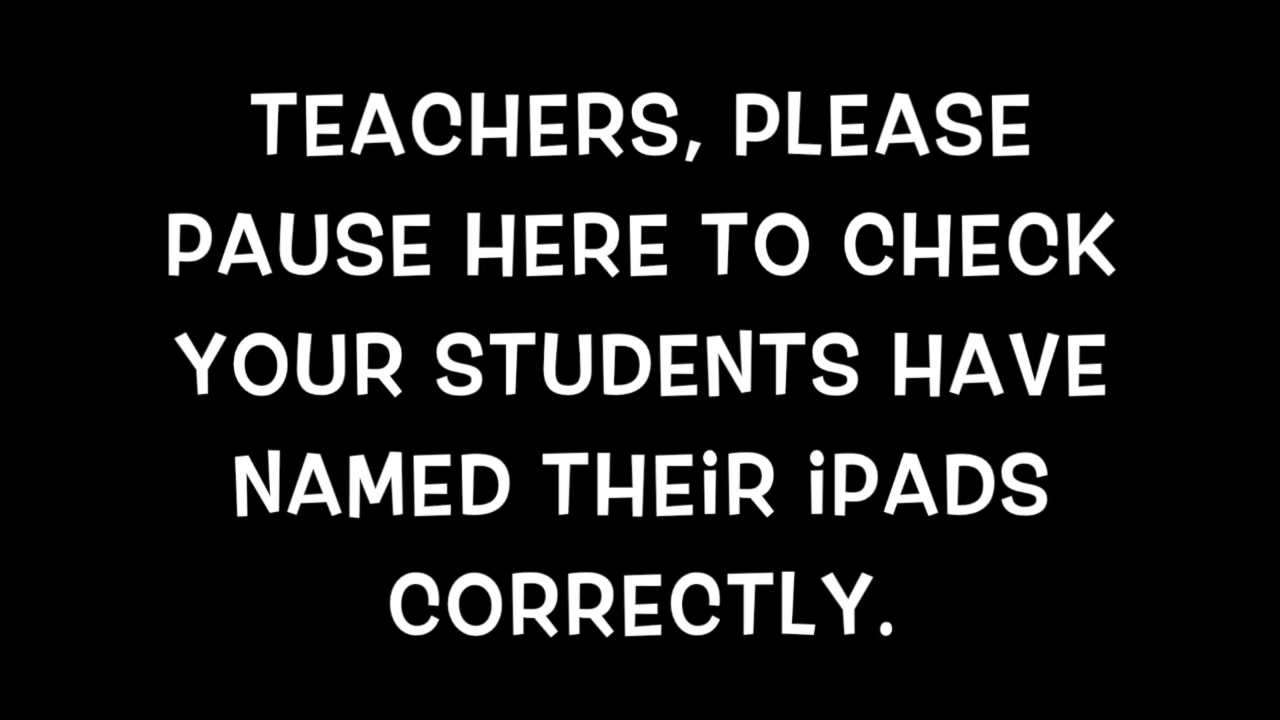 TEACHERS, PLEASE
PAUSE HERE TO CHECK
YOUR STUDENTS HAVE
NAMED THEiR iPADS
CORRECTLY.